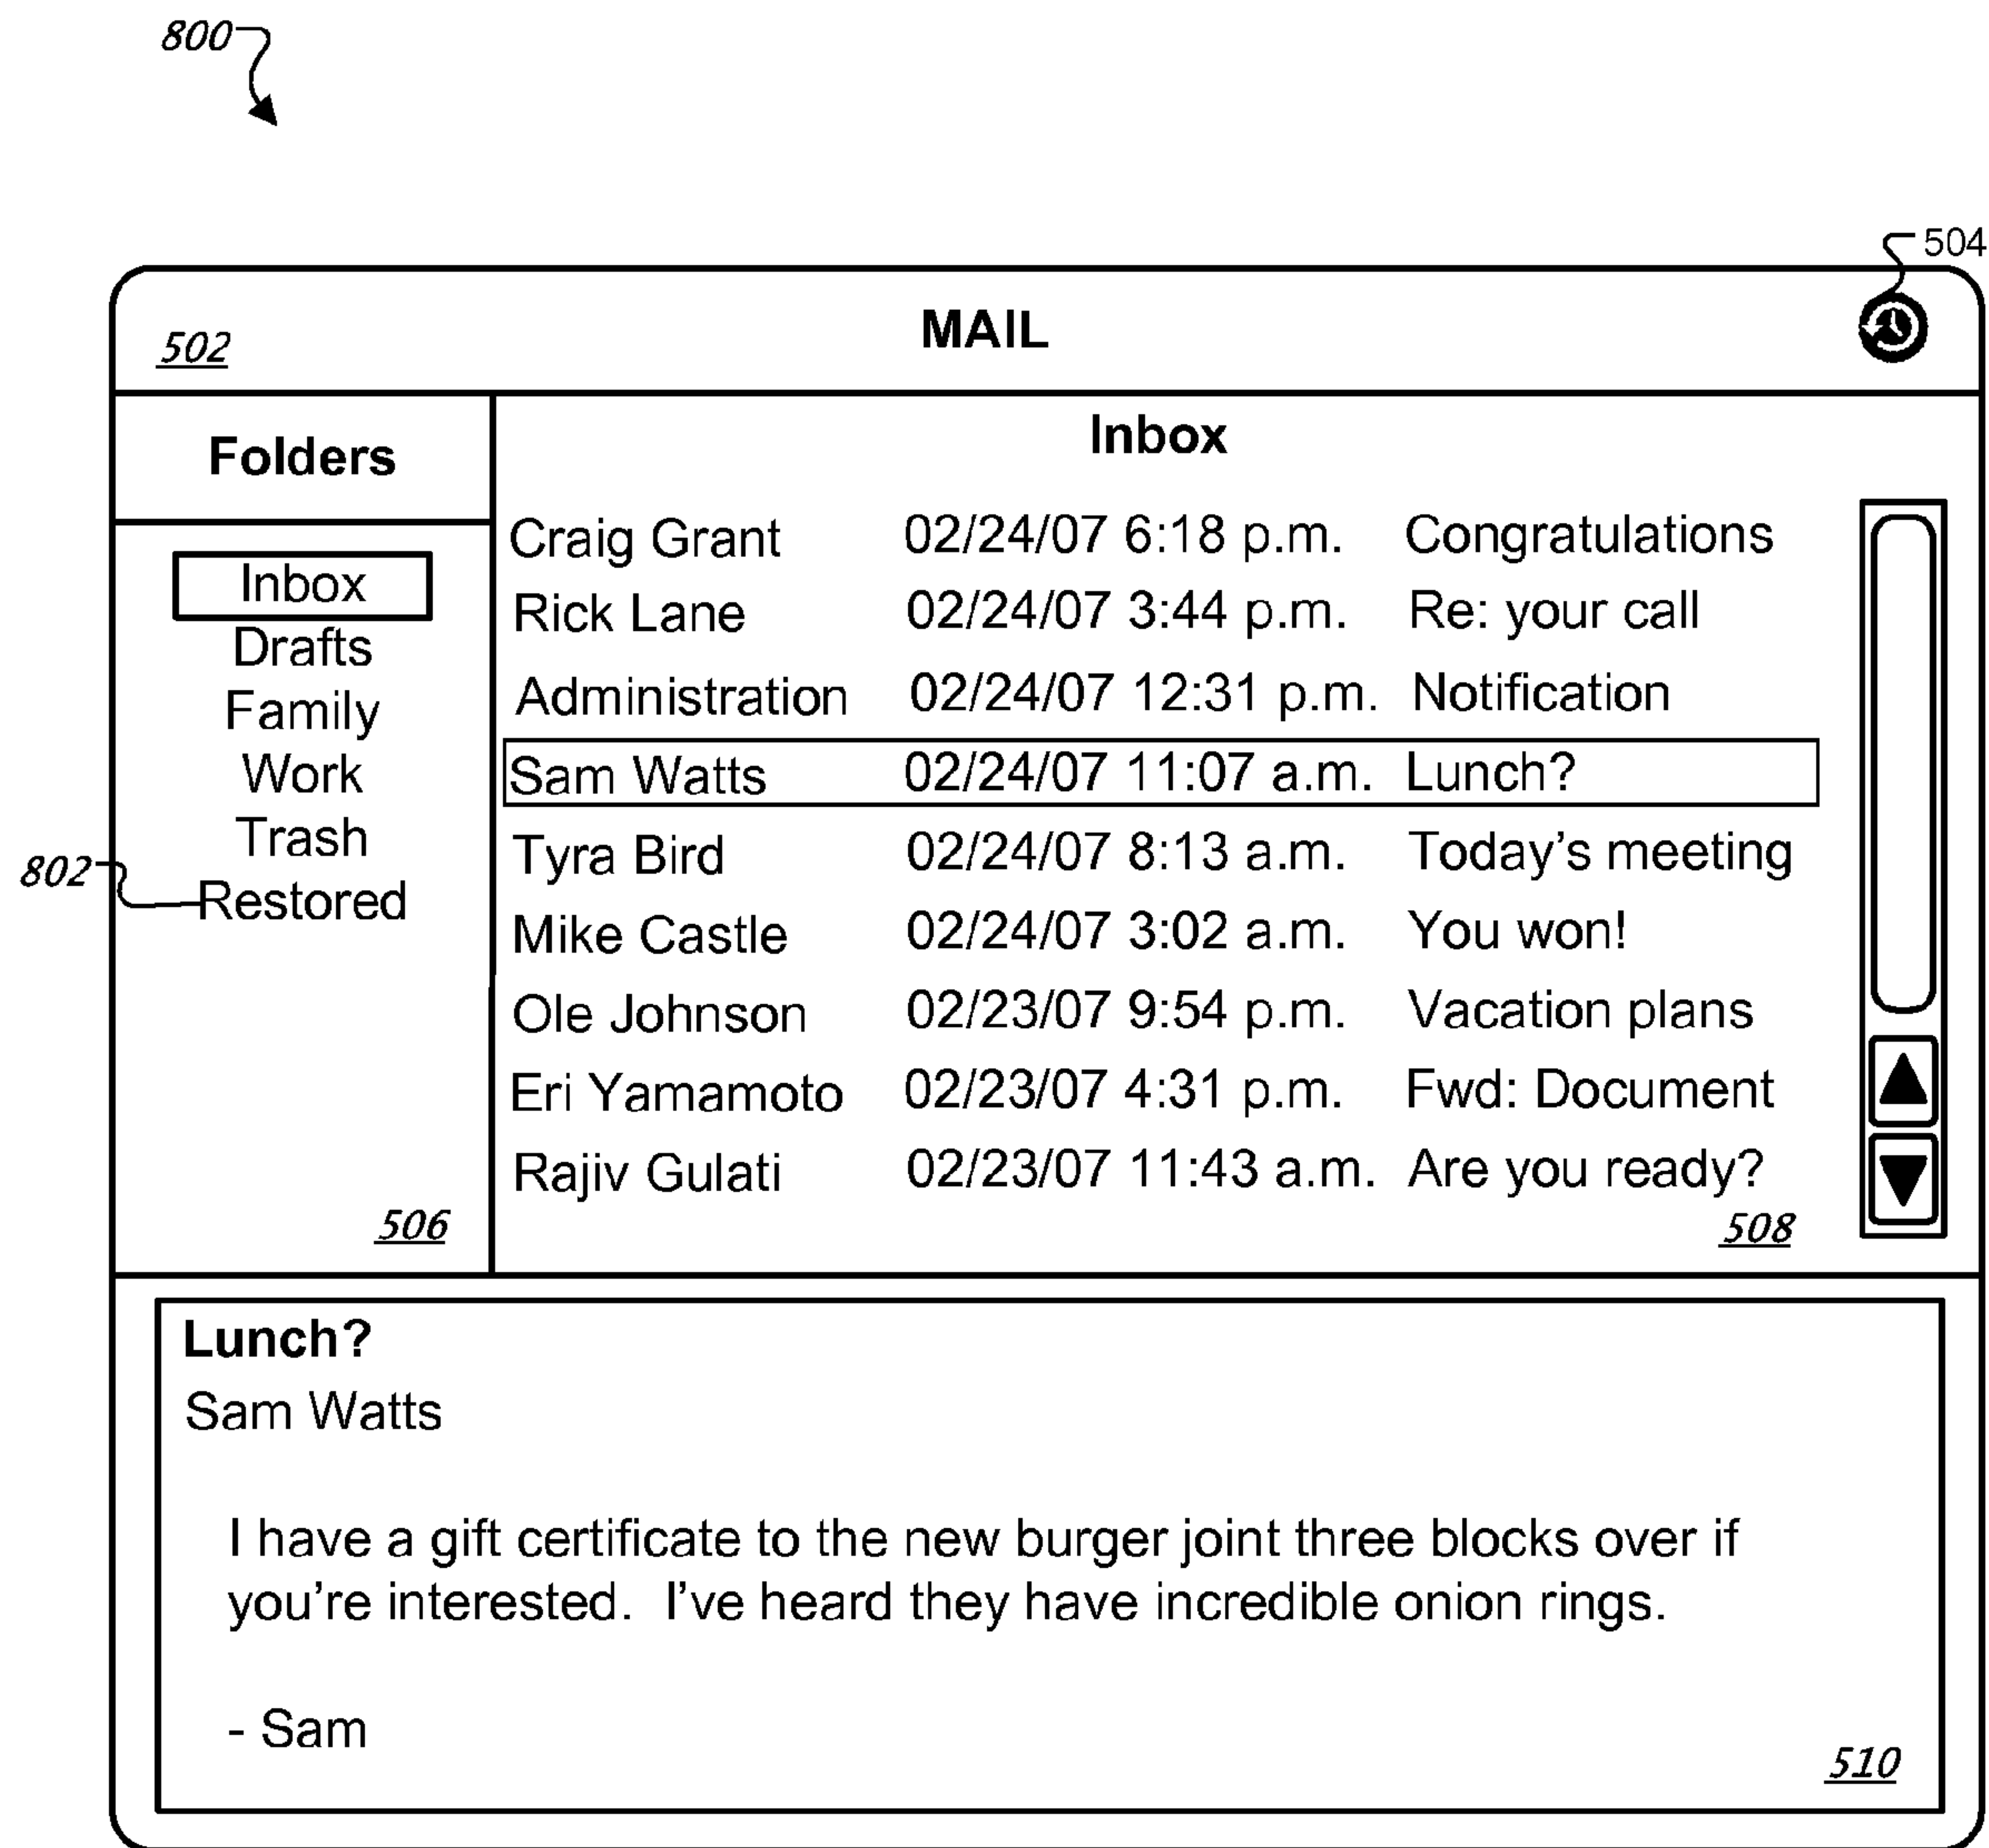 800
504
502
MAIL
Folders
Inbox
Drafts
Family
Work
Trash
802
Restored
506
Inbox
Craig Grant 02/24/07 6:18 p.m. Congratulations
Rick Lane 02/24/07 3:44 p.m. Re: your call
Administration 02/24/07 12:31 p.m. Notification
Sam Watts 02/24/07 11:07 a.m. Lunch?
Tyra Bird 02/24/07 8:13 a.m. Today's meeting
Mike Castle 02/24/07 3:02 a.m. You won!
Ole Johnson 02/23/07 9:54 p.m. Vacation plans
Eri Yamamoto 02/23/07 4:31 p.m. Fwd: Document
Rajiv Gulati 02/23/07 11:43 a.m. Are you ready?
508
Lunch?
Sam Watts
I have a gift certificate to the new burger joint three blocks over if
you're interested.  I've heard they have incredible onion rings.
- Sam
510